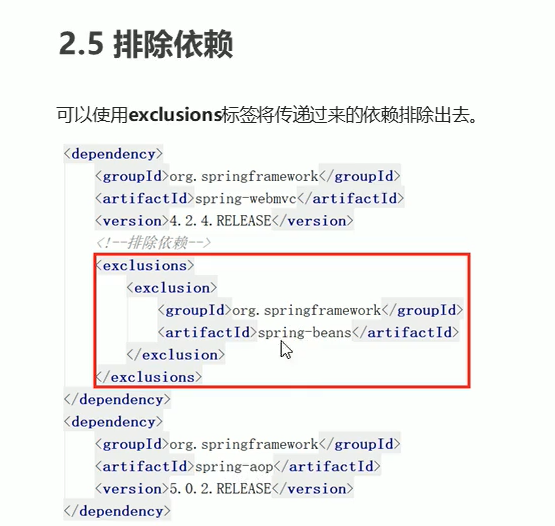 2.5 排除依赖
可以使用exclusions标签将传递过来的依赖排除出去。
<dependency>
<groupId>org.springframework</groupId>
<artifactId>spring-webmvc</artifactId>
<version>4.2.4.RELEASE</version>
<!--排除依赖-->
<exclusions>
<exclusion>
<groupId>org.springframework</groupId>
<artifactId>spring-beans</artifactId>
</exclusion>
</exclusions>
</dependency>
<dependency>
<groupId>org.springframework</groupId>
<artifactId>spring-aop</artifactId>
<version>5.0.2.RELEASE</version>
</dependency>